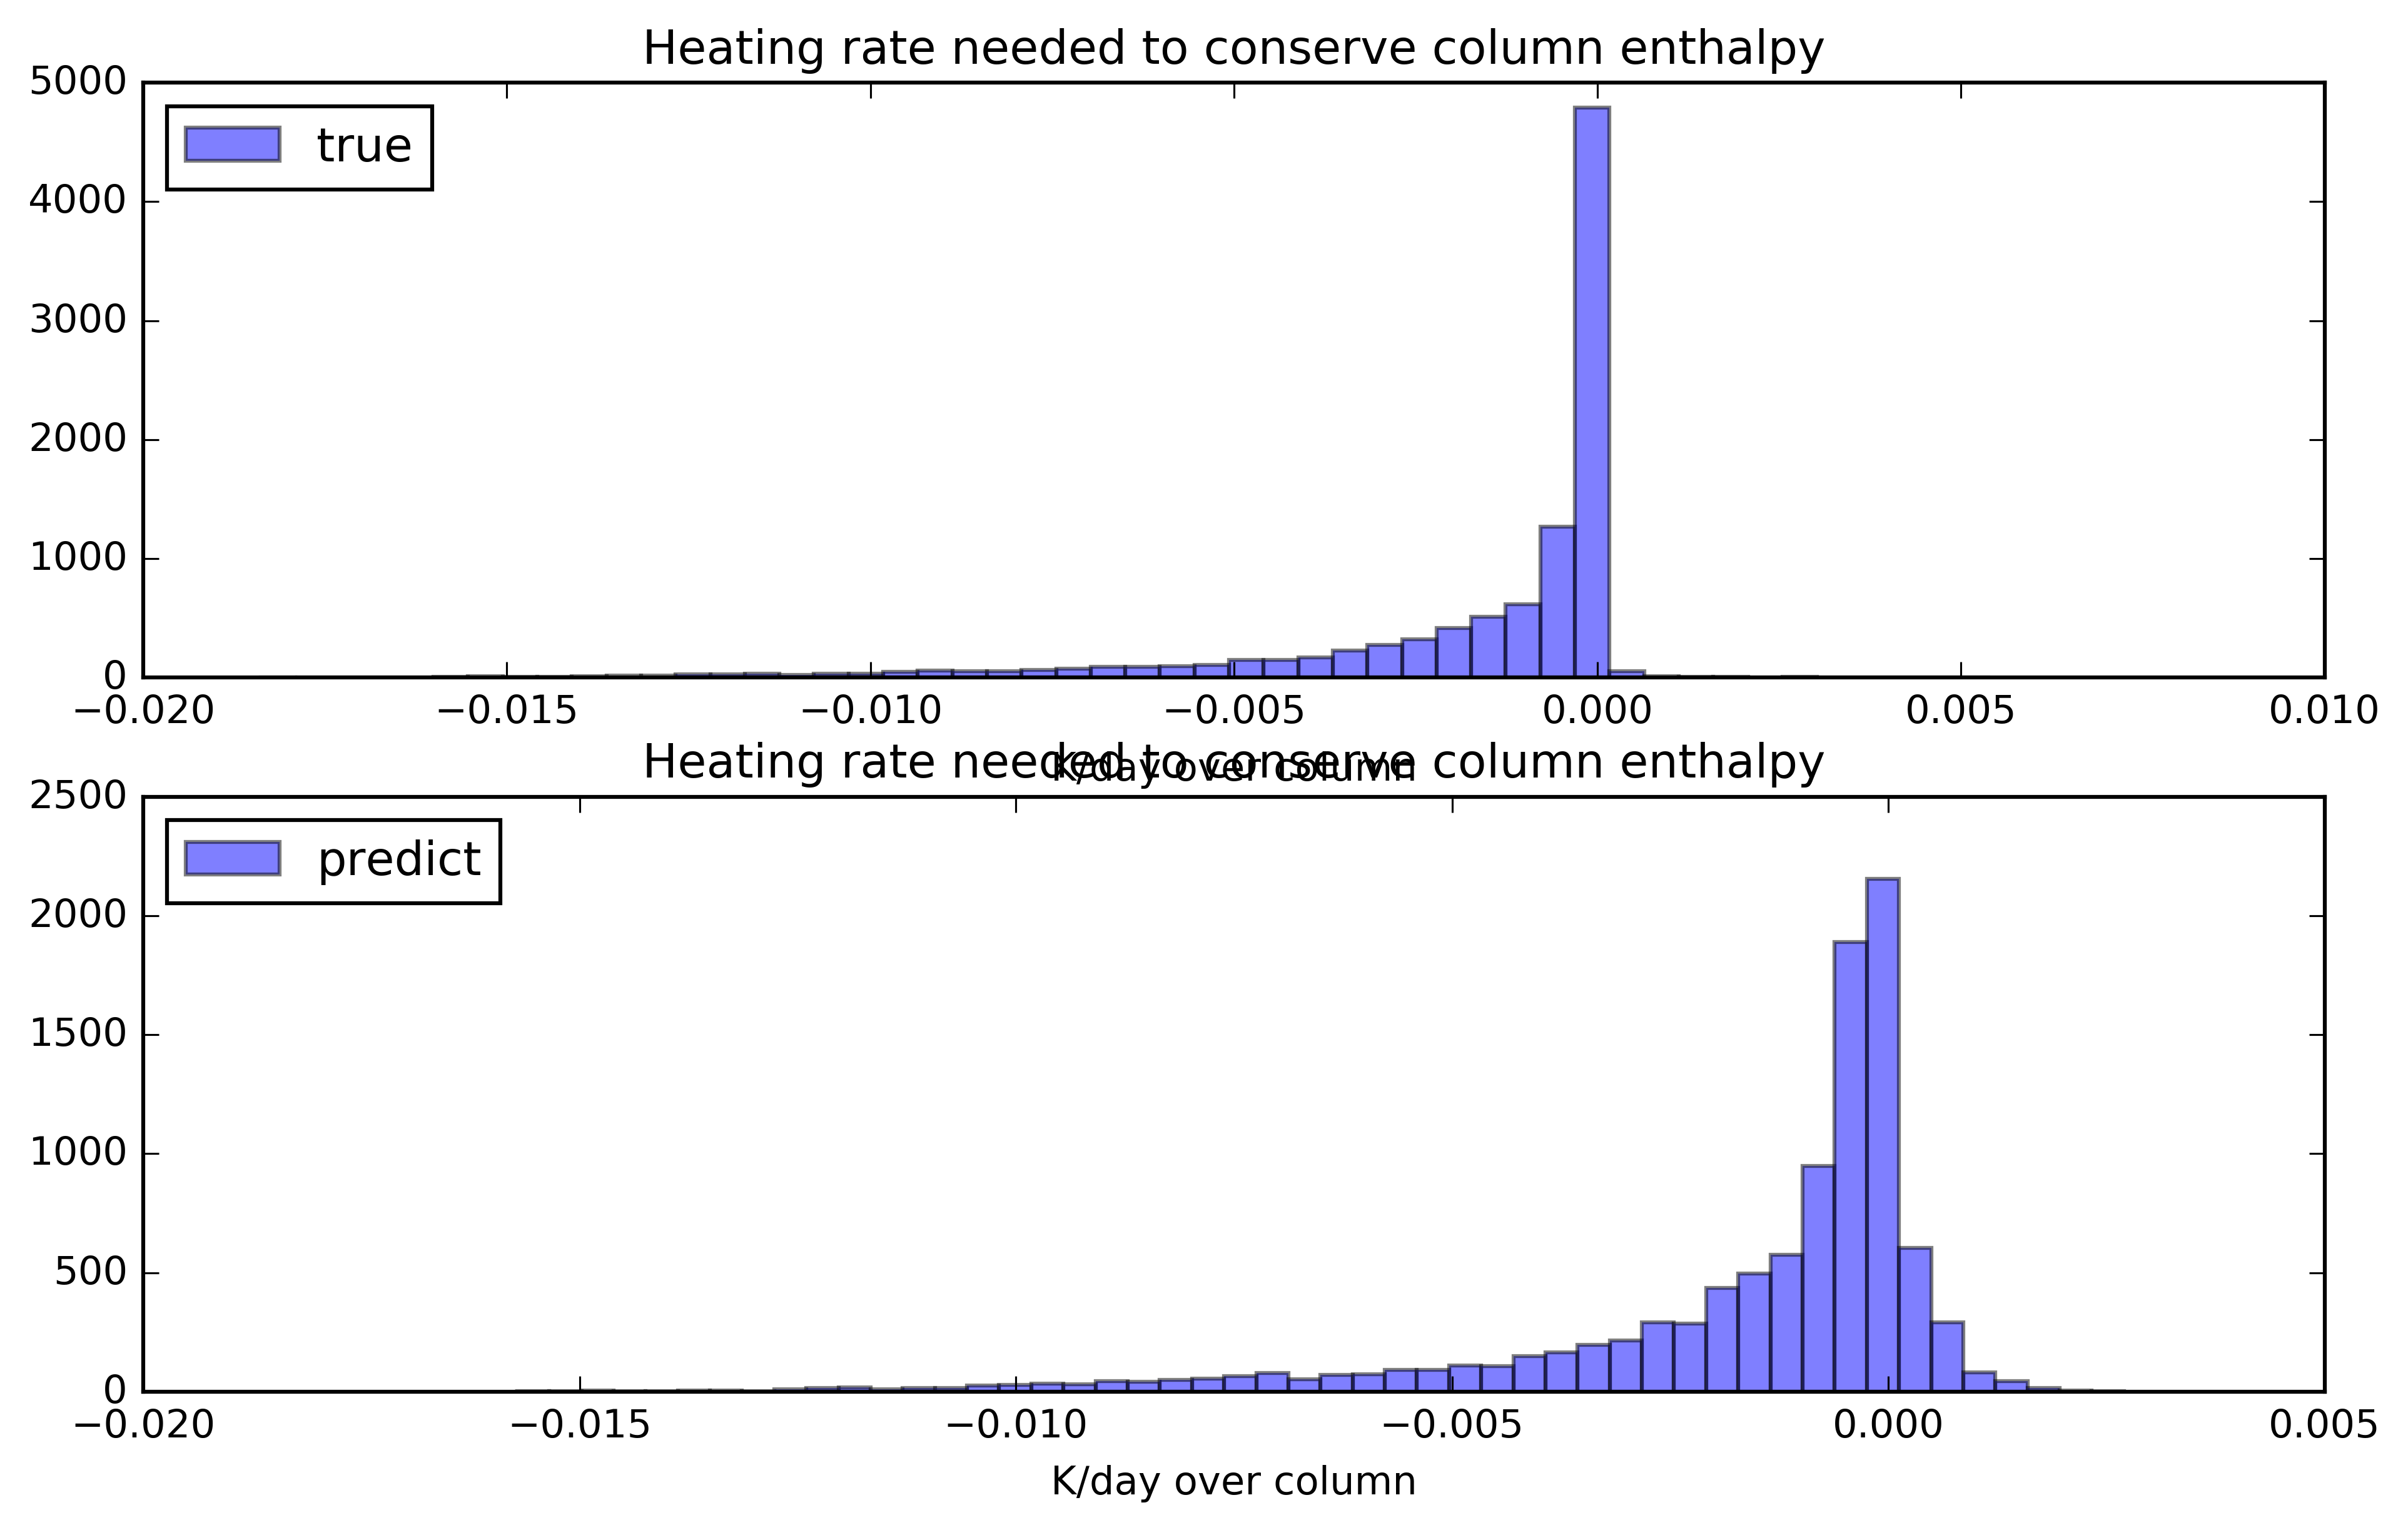 Heating rate needed to conserve column enthalpy
5000
4000
3000
2000
1000
0
true
−0.020 −0.015 −0.010 −0.005 0.000 0.005 0.010
K/day over column
Heating rate needed to conserve column enthalpy
2500
2000
1500
1000
500
0
predict
−0.020 −0.015 −0.010 −0.005 0.000 0.005
K/day over column